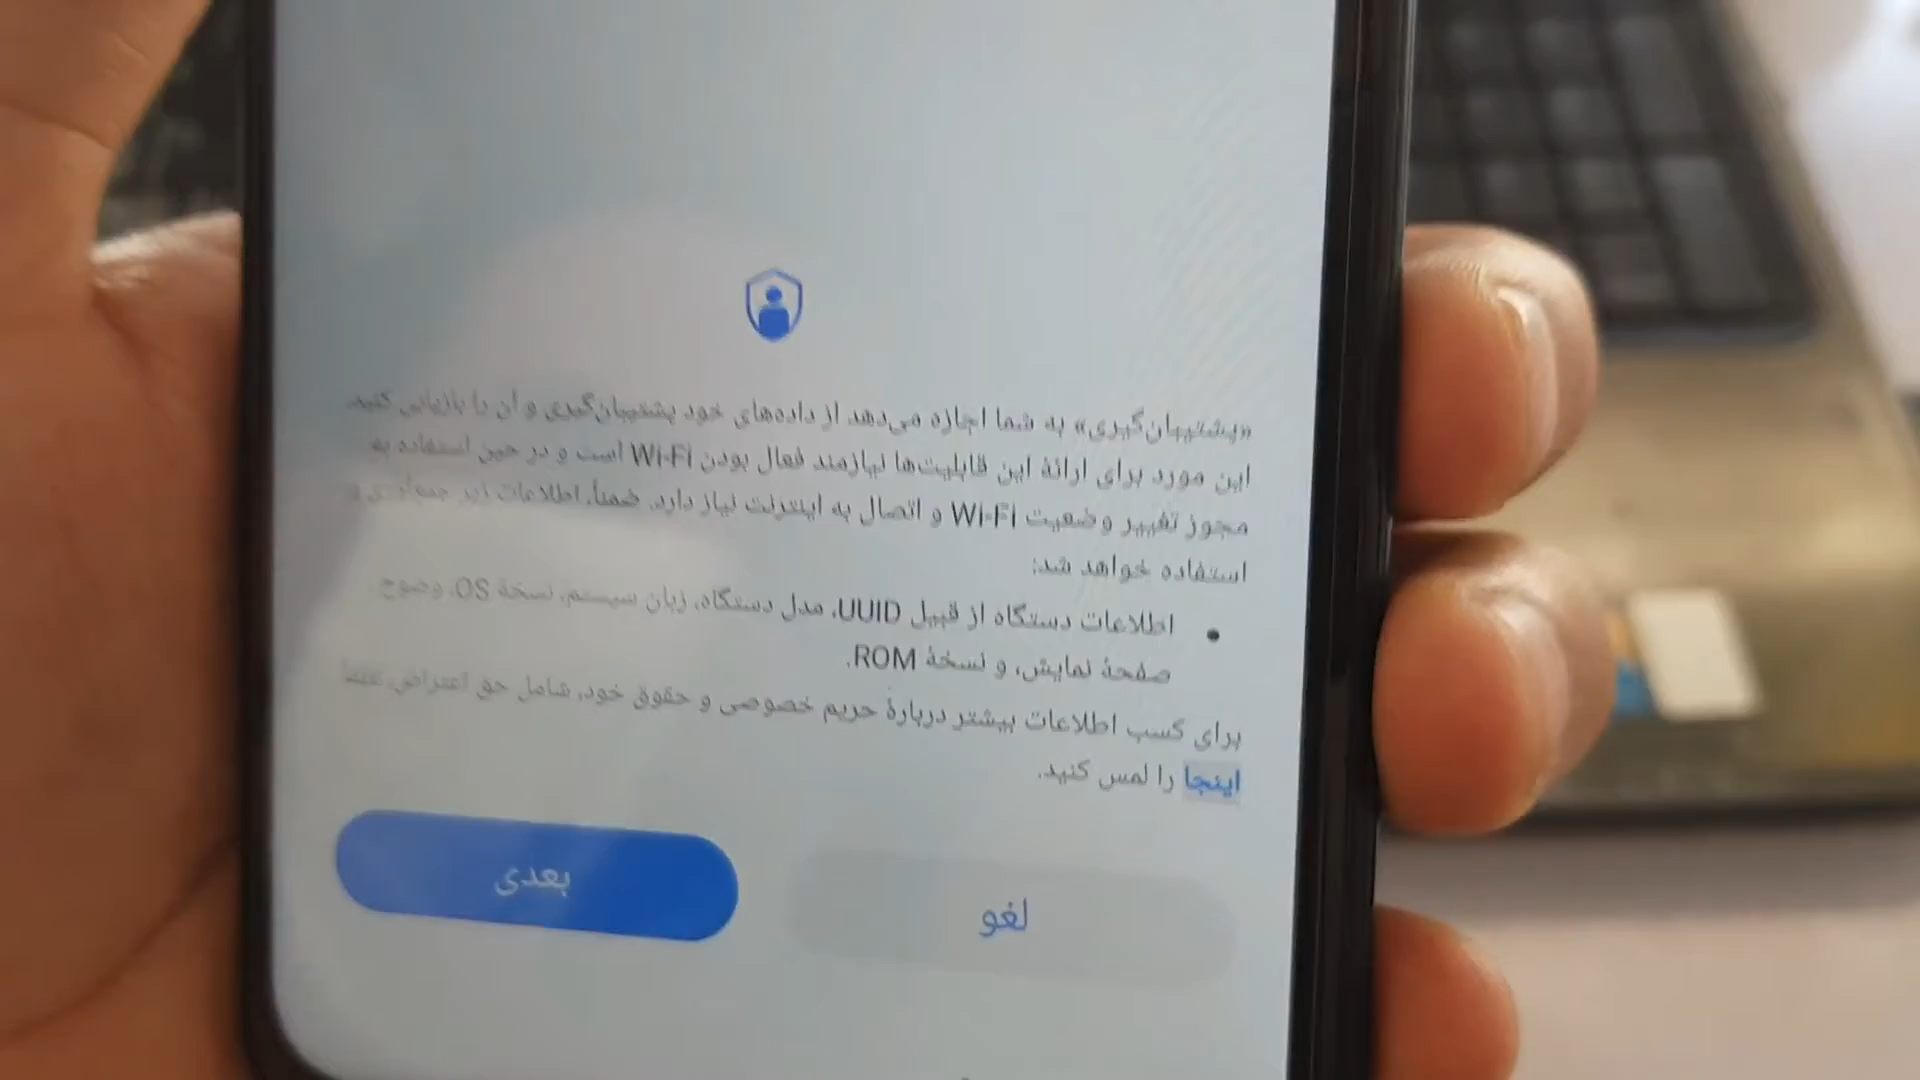 «پشتیبان‌گیری» به شما اجازه می‌دهد از داده‌های خود پشتیبان‌گیری و آن را بازیابی کنید.
این مورد برای ارائهٔ این قابلیت‌ها نیازمند فعال بودن Wi-Fi است و در حین استفاده به
مجوز تغییر وضعیت Wi-Fi و اتصال به اینترنت نیاز دارد. ضمناً، اطلاعات زیر جمع‌آوری و
استفاده خواهد شد:
• اطلاعات دستگاه از قبیل UUID، مدل دستگاه، زبان سیستم، نسخهٔ OS، وضوح
صفحهٔ نمایش، و نسخهٔ ROM.
برای کسب اطلاعات بیشتر دربارهٔ حریم خصوصی و حقوق خود، شامل حق اعتراض، لطفاً
اینجا را لمس کنید.
لغو
بعدی